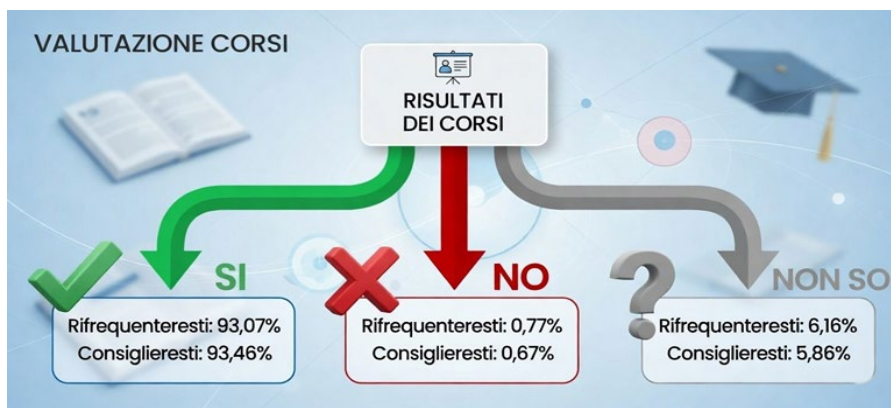 VALUTAZIONE CORSI
RISULTATI
DEI CORSI
SI
Rifrequenteresti: 93,07%
Consiglieresti: 93,46%
NO
Rifrequenteresti: 0,77%
Consiglieresti: 0,67%
NON SO
Rifrequenteresti: 6,16%
Consiglieresti: 5,86%